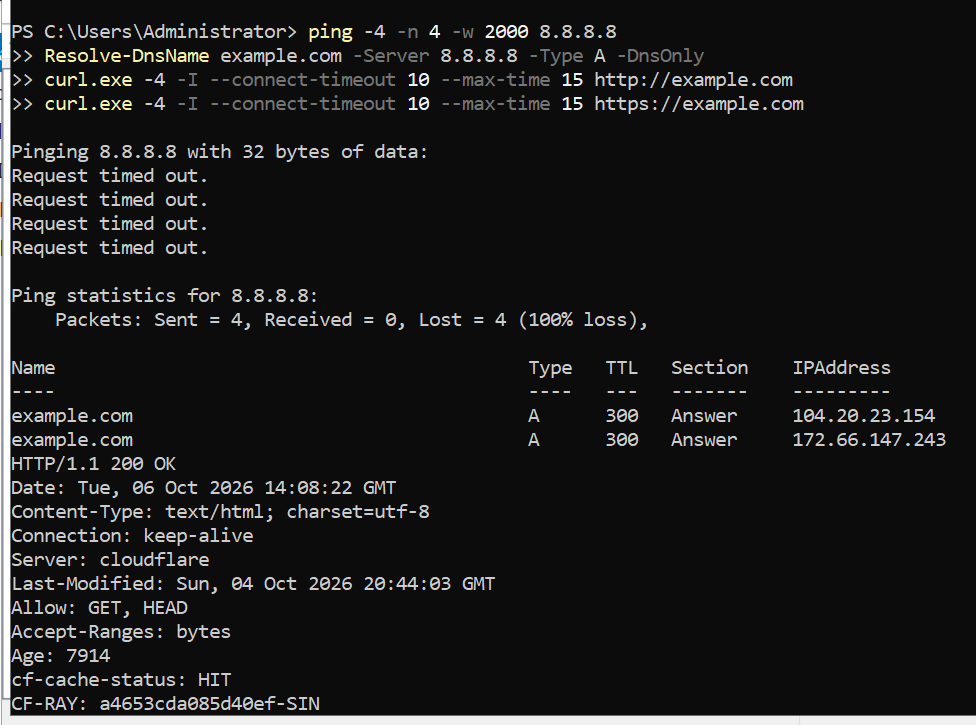 PS C:\Users\Administrator> ping -4 -n 4 -w 2000 8.8.8.8
>> Resolve-DnsName example.com -Server 8.8.8.8 -Type A -DnsOnly
>> curl.exe -4 -I --connect-timeout 10 --max-time 15 http://example.com
>> curl.exe -4 -I --connect-timeout 10 --max-time 15 https://example.com

Pinging 8.8.8.8 with 32 bytes of data:
Request timed out.
Request timed out.
Request timed out.
Request timed out.

Ping statistics for 8.8.8.8:
    Packets: Sent = 4, Received = 0, Lost = 4 (100% loss),

Name                                           Type   TTL   Section    IPAddress
----                                           ----   ---   -------    ---------
example.com                                    A      300   Answer     104.20.23.154
example.com                                    A      300   Answer     172.66.147.243
HTTP/1.1 200 OK
Date: Tue, 06 Oct 2026 14:08:22 GMT
Content-Type: text/html; charset=utf-8
Connection: keep-alive
Server: cloudflare
Last-Modified: Sun, 04 Oct 2026 20:44:03 GMT
Allow: GET, HEAD
Accept-Ranges: bytes
Age: 7914
cf-cache-status: HIT
CF-RAY: a4653cda085d40ef-SIN